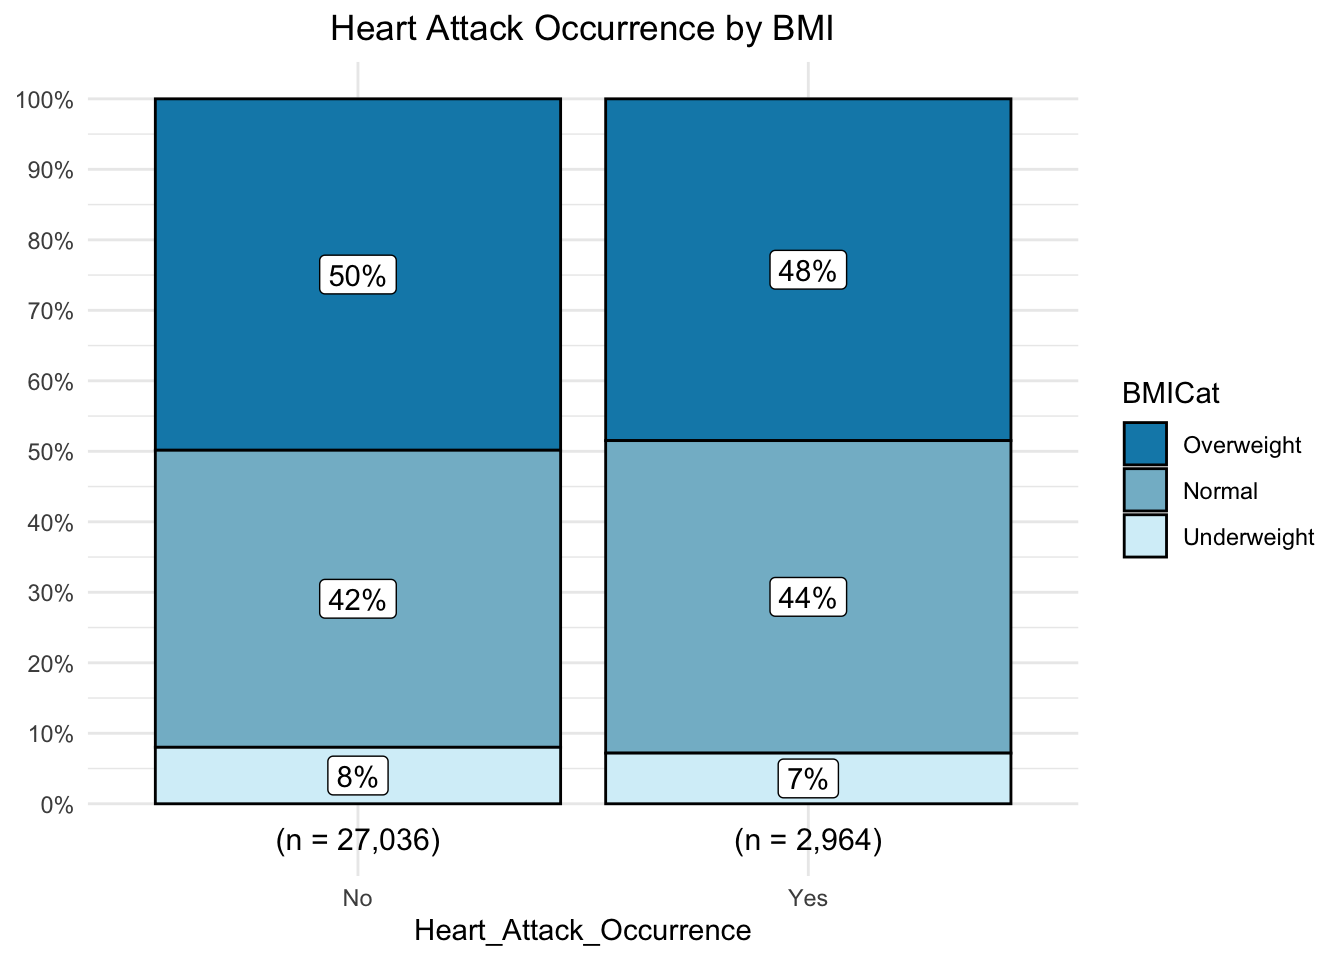 Heart Attack Occurrence by BMI
100%
90%
80%
70%
60%
50%
40%
30%
20%
10%
0%
50%
48%
42%
44%
8%
7%
(n = 27,036)
(n = 2,964)
No
Yes
Heart_Attack_Occurrence
BMICat
Overweight
Normal
Underweight